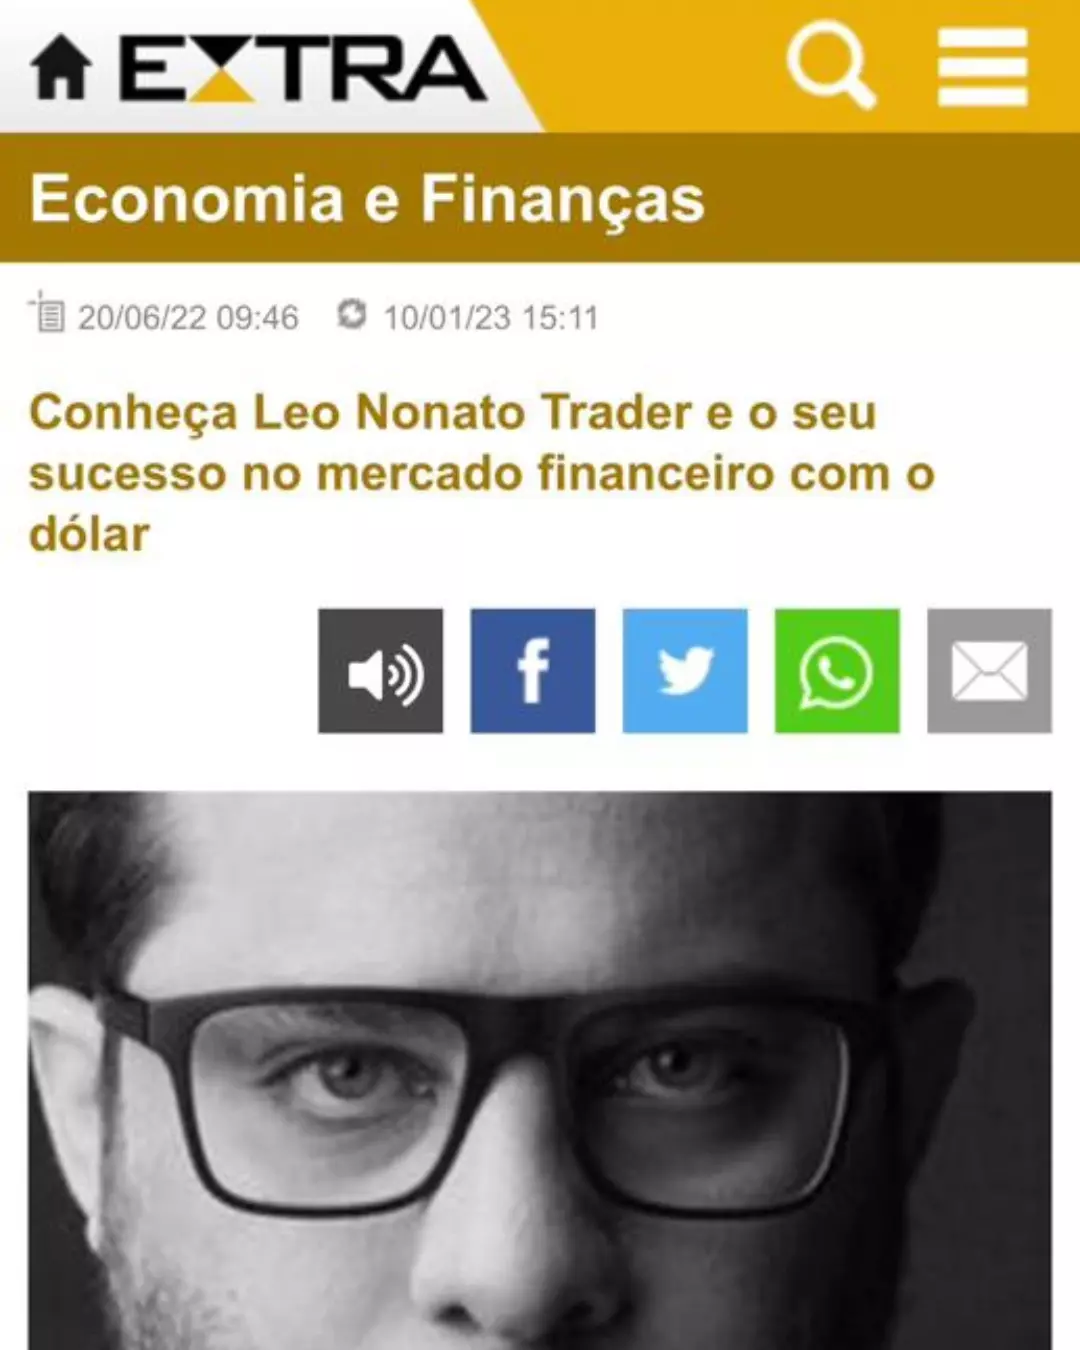 EXTRA
Economia e Finanças
20/06/22 09:46 10/01/23 15:11
Conheça Leo Nonato Trader e o seu
sucesso no mercado financeiro com o
dólar